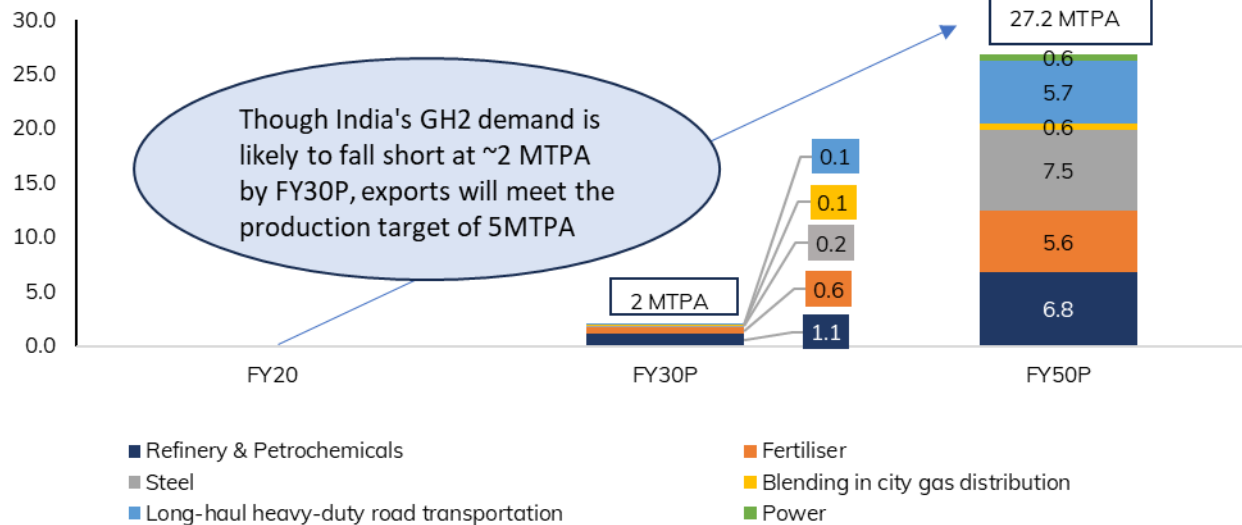 30.0
25.0
20.0
15.0
10.0
5.0
0.0
Though India's GH2 demand is
likely to fall short at ~2 MTPA
by FY30P, exports will meet the
production target of 5MTPA
2 MTPA
0.1
0.1
0.2
0.6
1.1
27.2 MTPA
0.6
5.7
0.6
7.5
5.6
6.8
FY20
FY30P
FY50P
Refinery & Petrochemicals
Fertiliser
Steel
Blending in city gas distribution
Long-haul heavy-duty road transportation
Power